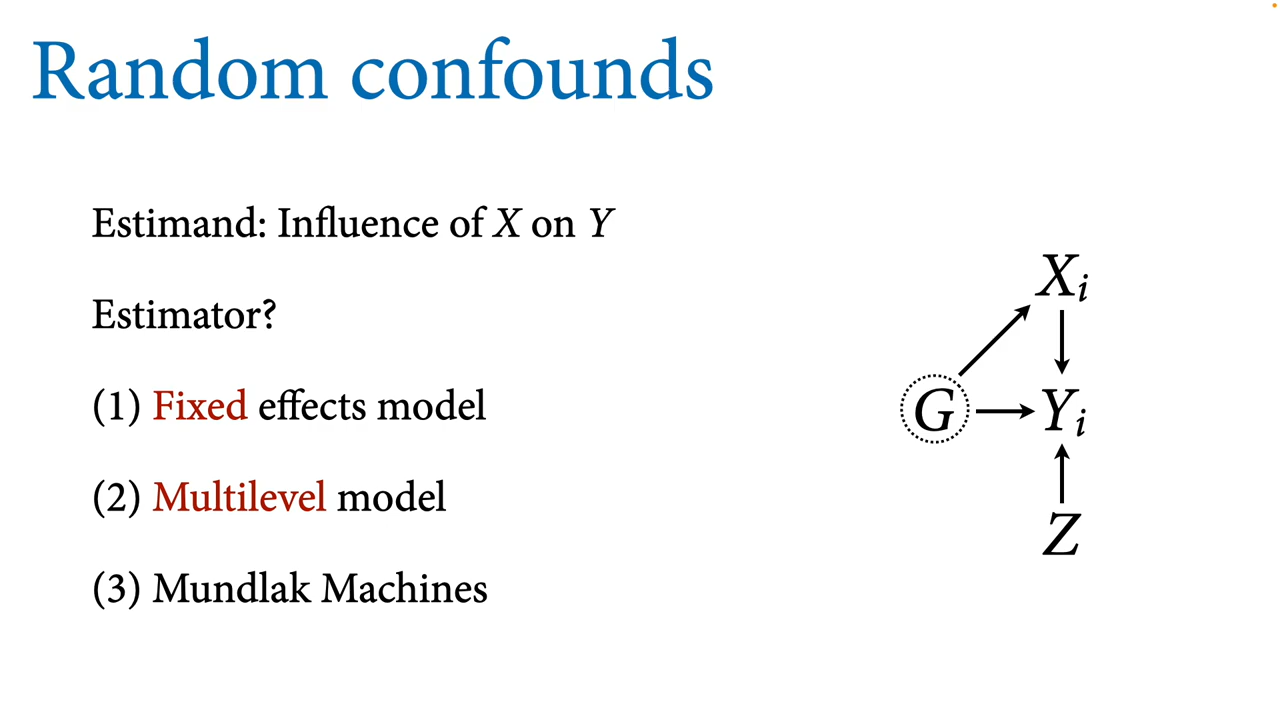 Random confounds
Estimand: Influence of X on Y
Estimator?
(1) Fixed effects model
(2) Multilevel model
(3) Mundlak Machines
Xᵢ
G
Yᵢ
Z